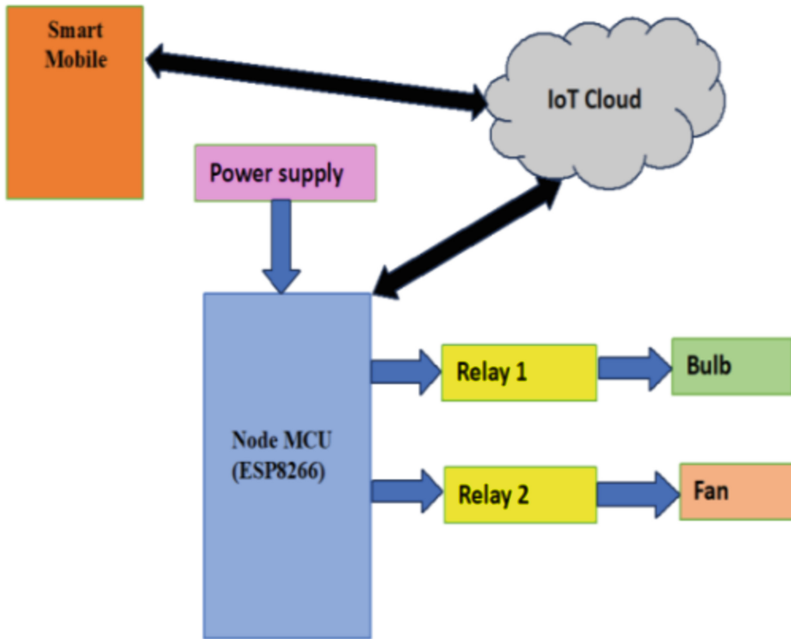 Smart
Mobile
IoT Cloud
Power supply
Node MCU
(ESP8266)
Relay 1
Bulb
Relay 2
Fan